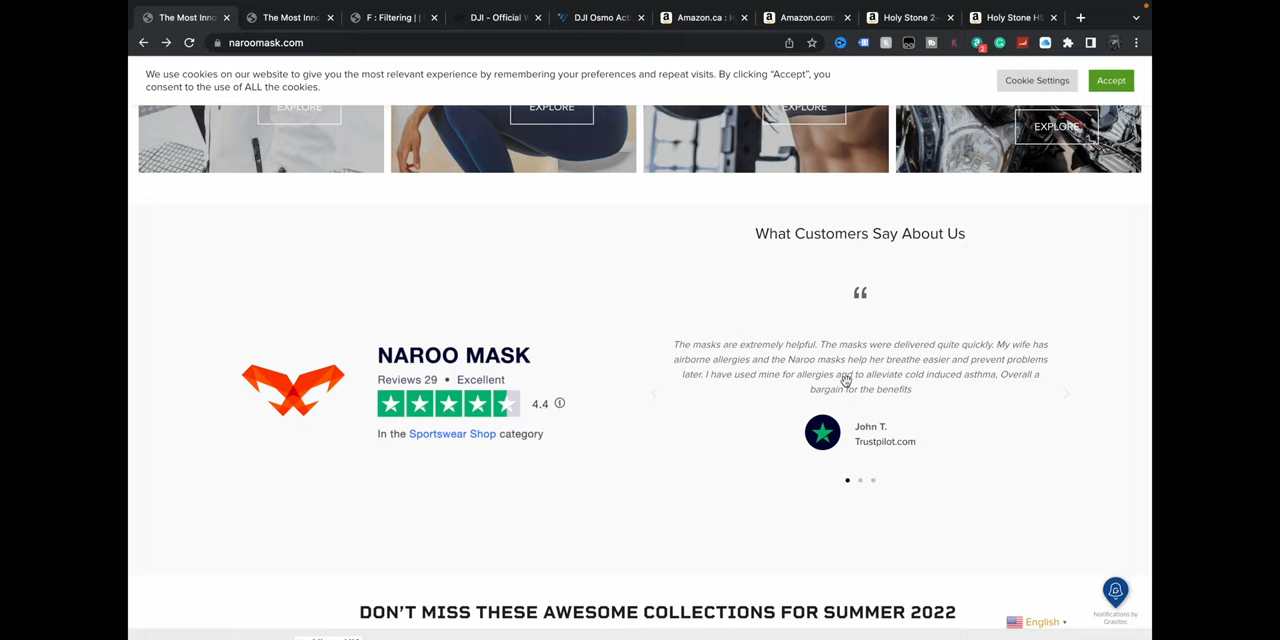 The Most Inno
The Most Inno
F : Filtering | |
DJI - Official W
DJI Osmo Acti
Amazon.ca : H
Amazon.com:
Holy Stone 2-
Holy Stone HS
naroomask.com
2
We use cookies on our website to give you the most relevant experience by remembering your preferences and repeat visits. By clicking “Accept”, you
consent to the use of ALL the cookies.
Cookie Settings
Accept
EXPLORE
EXPLORE
EXPLORE
EXPLORE
What Customers Say About Us
“
NAROO MASK
Reviews 29 • Excellent
4.4
In the Sportswear Shop category
The masks are extremely helpful. The masks were delivered quite quickly. My wife has
airborne allergies and the Naroo masks help her breathe easier and prevent problems
later. I have used mine for allergies and to alleviate cold induced asthma, Overall a
bargain for the benefits
John T.
Trustpilot.com
DON’T MISS THESE AWESOME COLLECTIONS FOR SUMMER 2022
Notifications by
Gravitec
English